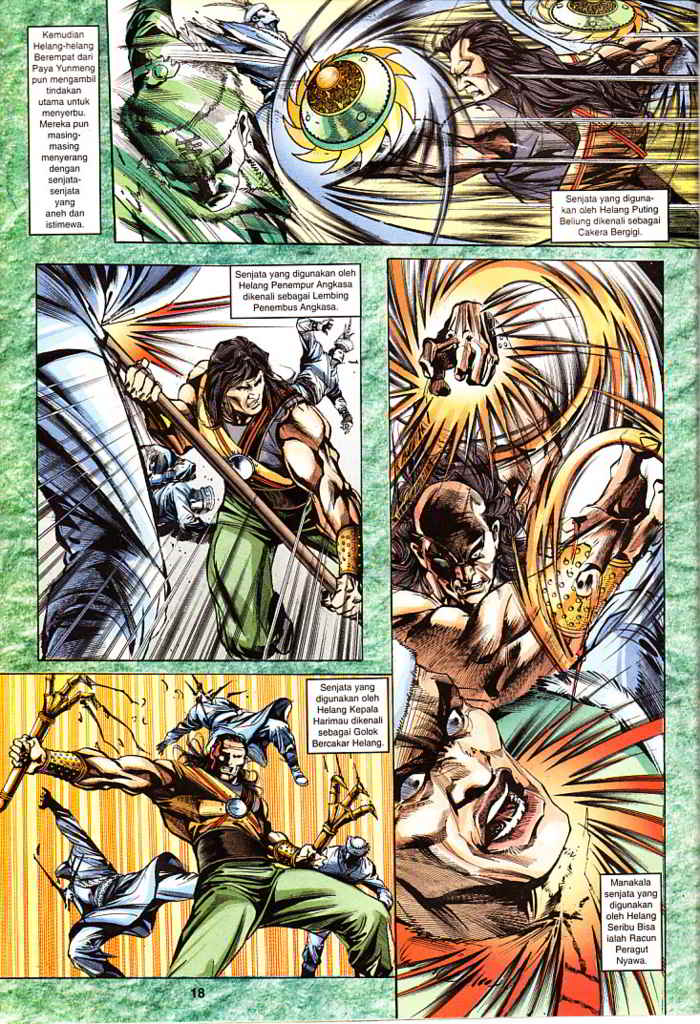 Kemudian
Helang-helang
Berempat dari
Paya Yunmeng
pun mengambil
tindakan
utama untuk
menyerbu.
Mereka pun
masing-
masing
menyerang
dengan
senjata-
senjata
yang
aneh dan
istimewa.
Senjata yang diguna-
kan oleh Helang Puting
Beliung dikenali sebagai
Cakera Bergigi.
Senjata yang digunakan oleh
Helang Penempur Angkasa
dikenali sebagai Lembing
Penembus Angkasa.
Senjata yang
digunakan oleh
Helang Kepala
Harimau dikenali
sebagai Golok
Bercakar Helang.
Manakala
senjata yang
digunakan
oleh Helang
Seribu Bisa
ialah Racun
Peragut
Nyawa.
18